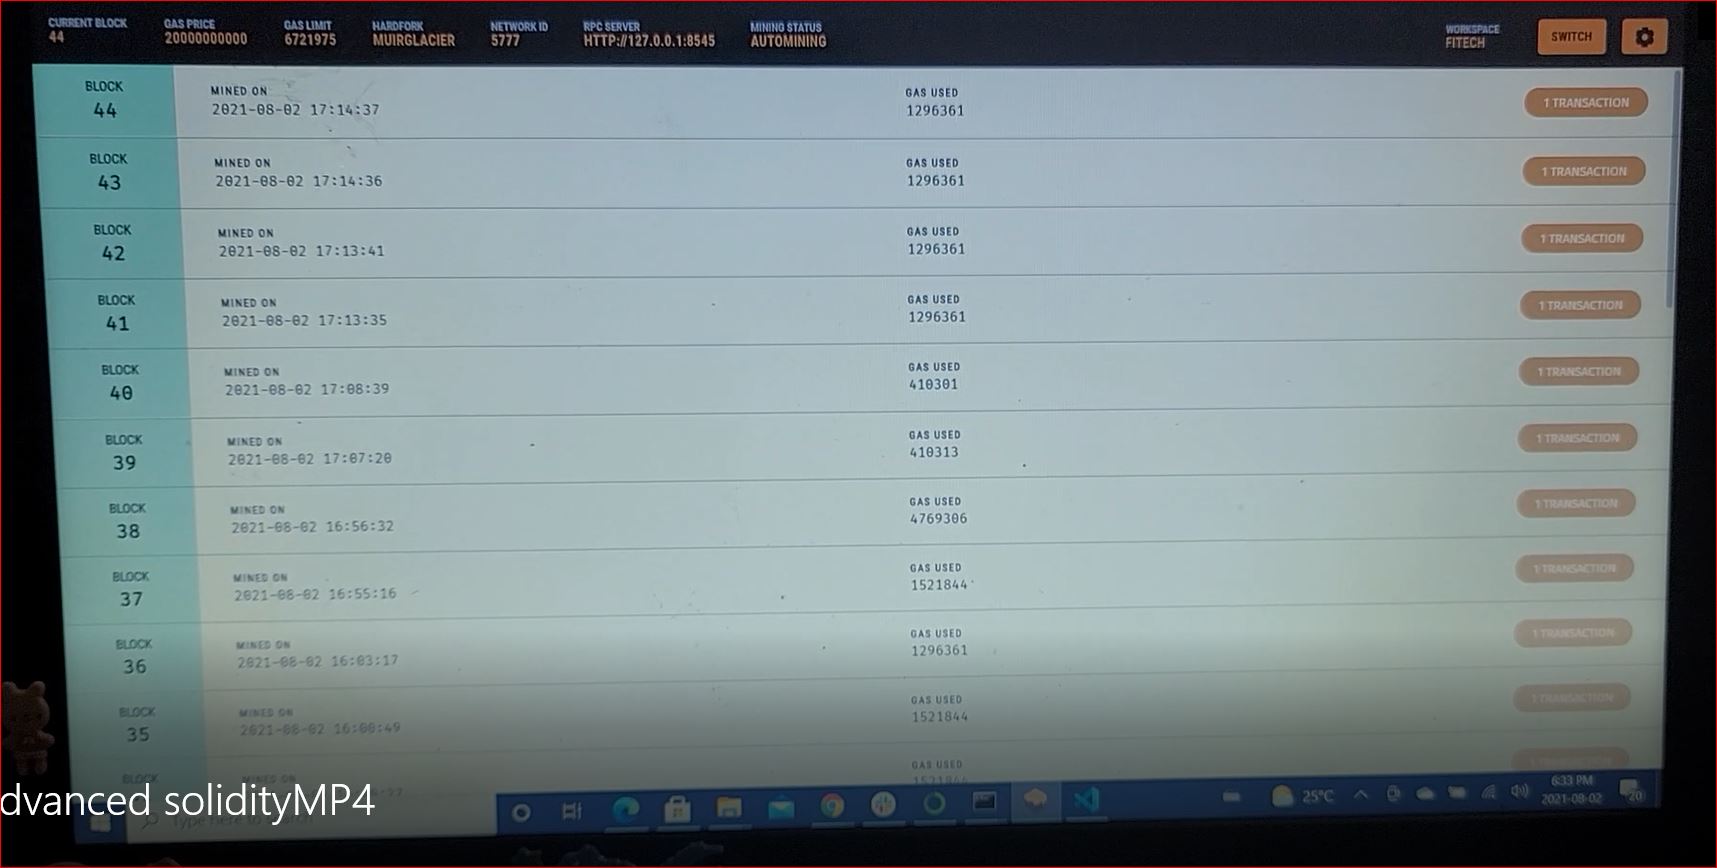 CURRENT BLOCK
44
GAS PRICE
20000000000
GAS LIMIT
6721975
HARDFORK
MUIRGLACIER
NETWORK ID
5777
RPC SERVER
HTTP://127.0.0.1:8545
MINING STATUS
AUTOMINING
WORKSPACE
FITECH
SWITCH
BLOCK
44
MINED ON
2021-08-02 17:14:37
GAS USED
1296361
1 TRANSACTION
BLOCK
43
MINED ON
2021-08-02 17:14:36
GAS USED
1296361
1 TRANSACTION
BLOCK
42
MINED ON
2021-08-02 17:13:41
GAS USED
1296361
1 TRANSACTION
BLOCK
41
MINED ON
2021-08-02 17:13:35
GAS USED
1296361
1 TRANSACTION
BLOCK
40
MINED ON
2021-08-02 17:08:39
GAS USED
410301
1 TRANSACTION
BLOCK
39
MINED ON
2021-08-02 17:07:20
GAS USED
410313
1 TRANSACTION
BLOCK
38
MINED ON
2021-08-02 16:56:32
GAS USED
4769306
1 TRANSACTION
BLOCK
37
MINED ON
2021-08-02 16:55:16
GAS USED
1521844
1 TRANSACTION
BLOCK
36
MINED ON
2021-08-02 16:03:17
GAS USED
1296361
1 TRANSACTION
BLOCK
35
MINED ON
2021-08-02 16:00:49
GAS USED
1521844
1 TRANSACTION
BLOCK
MINED ON
GAS USED
1521844
dvanced solidityMP4
Type here to search
25°C
6:33 PM
2021-08-02
20